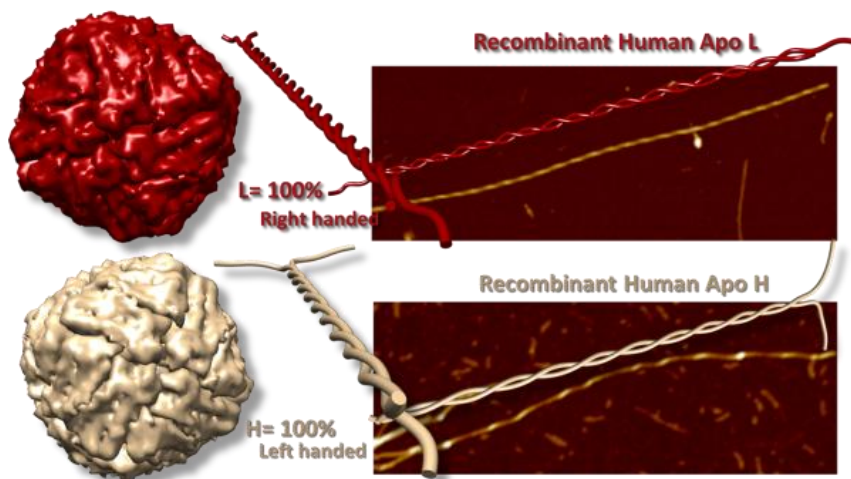 Recombinant Human Apo L
L= 100%
Right handed
Recombinant Human Apo H
H= 100%
Left handed